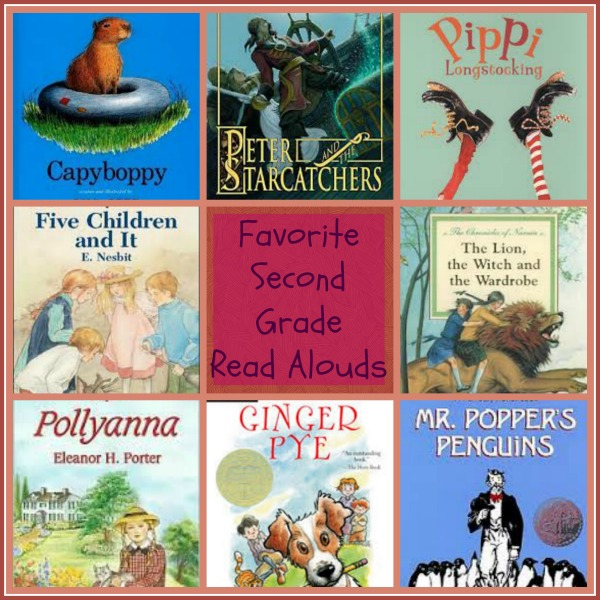 Capyboppy
PETER AND THE
STARCATCHERS
Pippi
Longstocking
Five Children
and It
E. Nesbit
Favorite
Second
Grade
Read Alouds
The Chronicles of Narnia
The Lion,
the Witch and
the Wardrobe
Pollyanna
Eleanor H. Porter
GINGER
PYE
"An outstanding
book."
—The Horn Book
MR. POPPER'S
PENGUINS